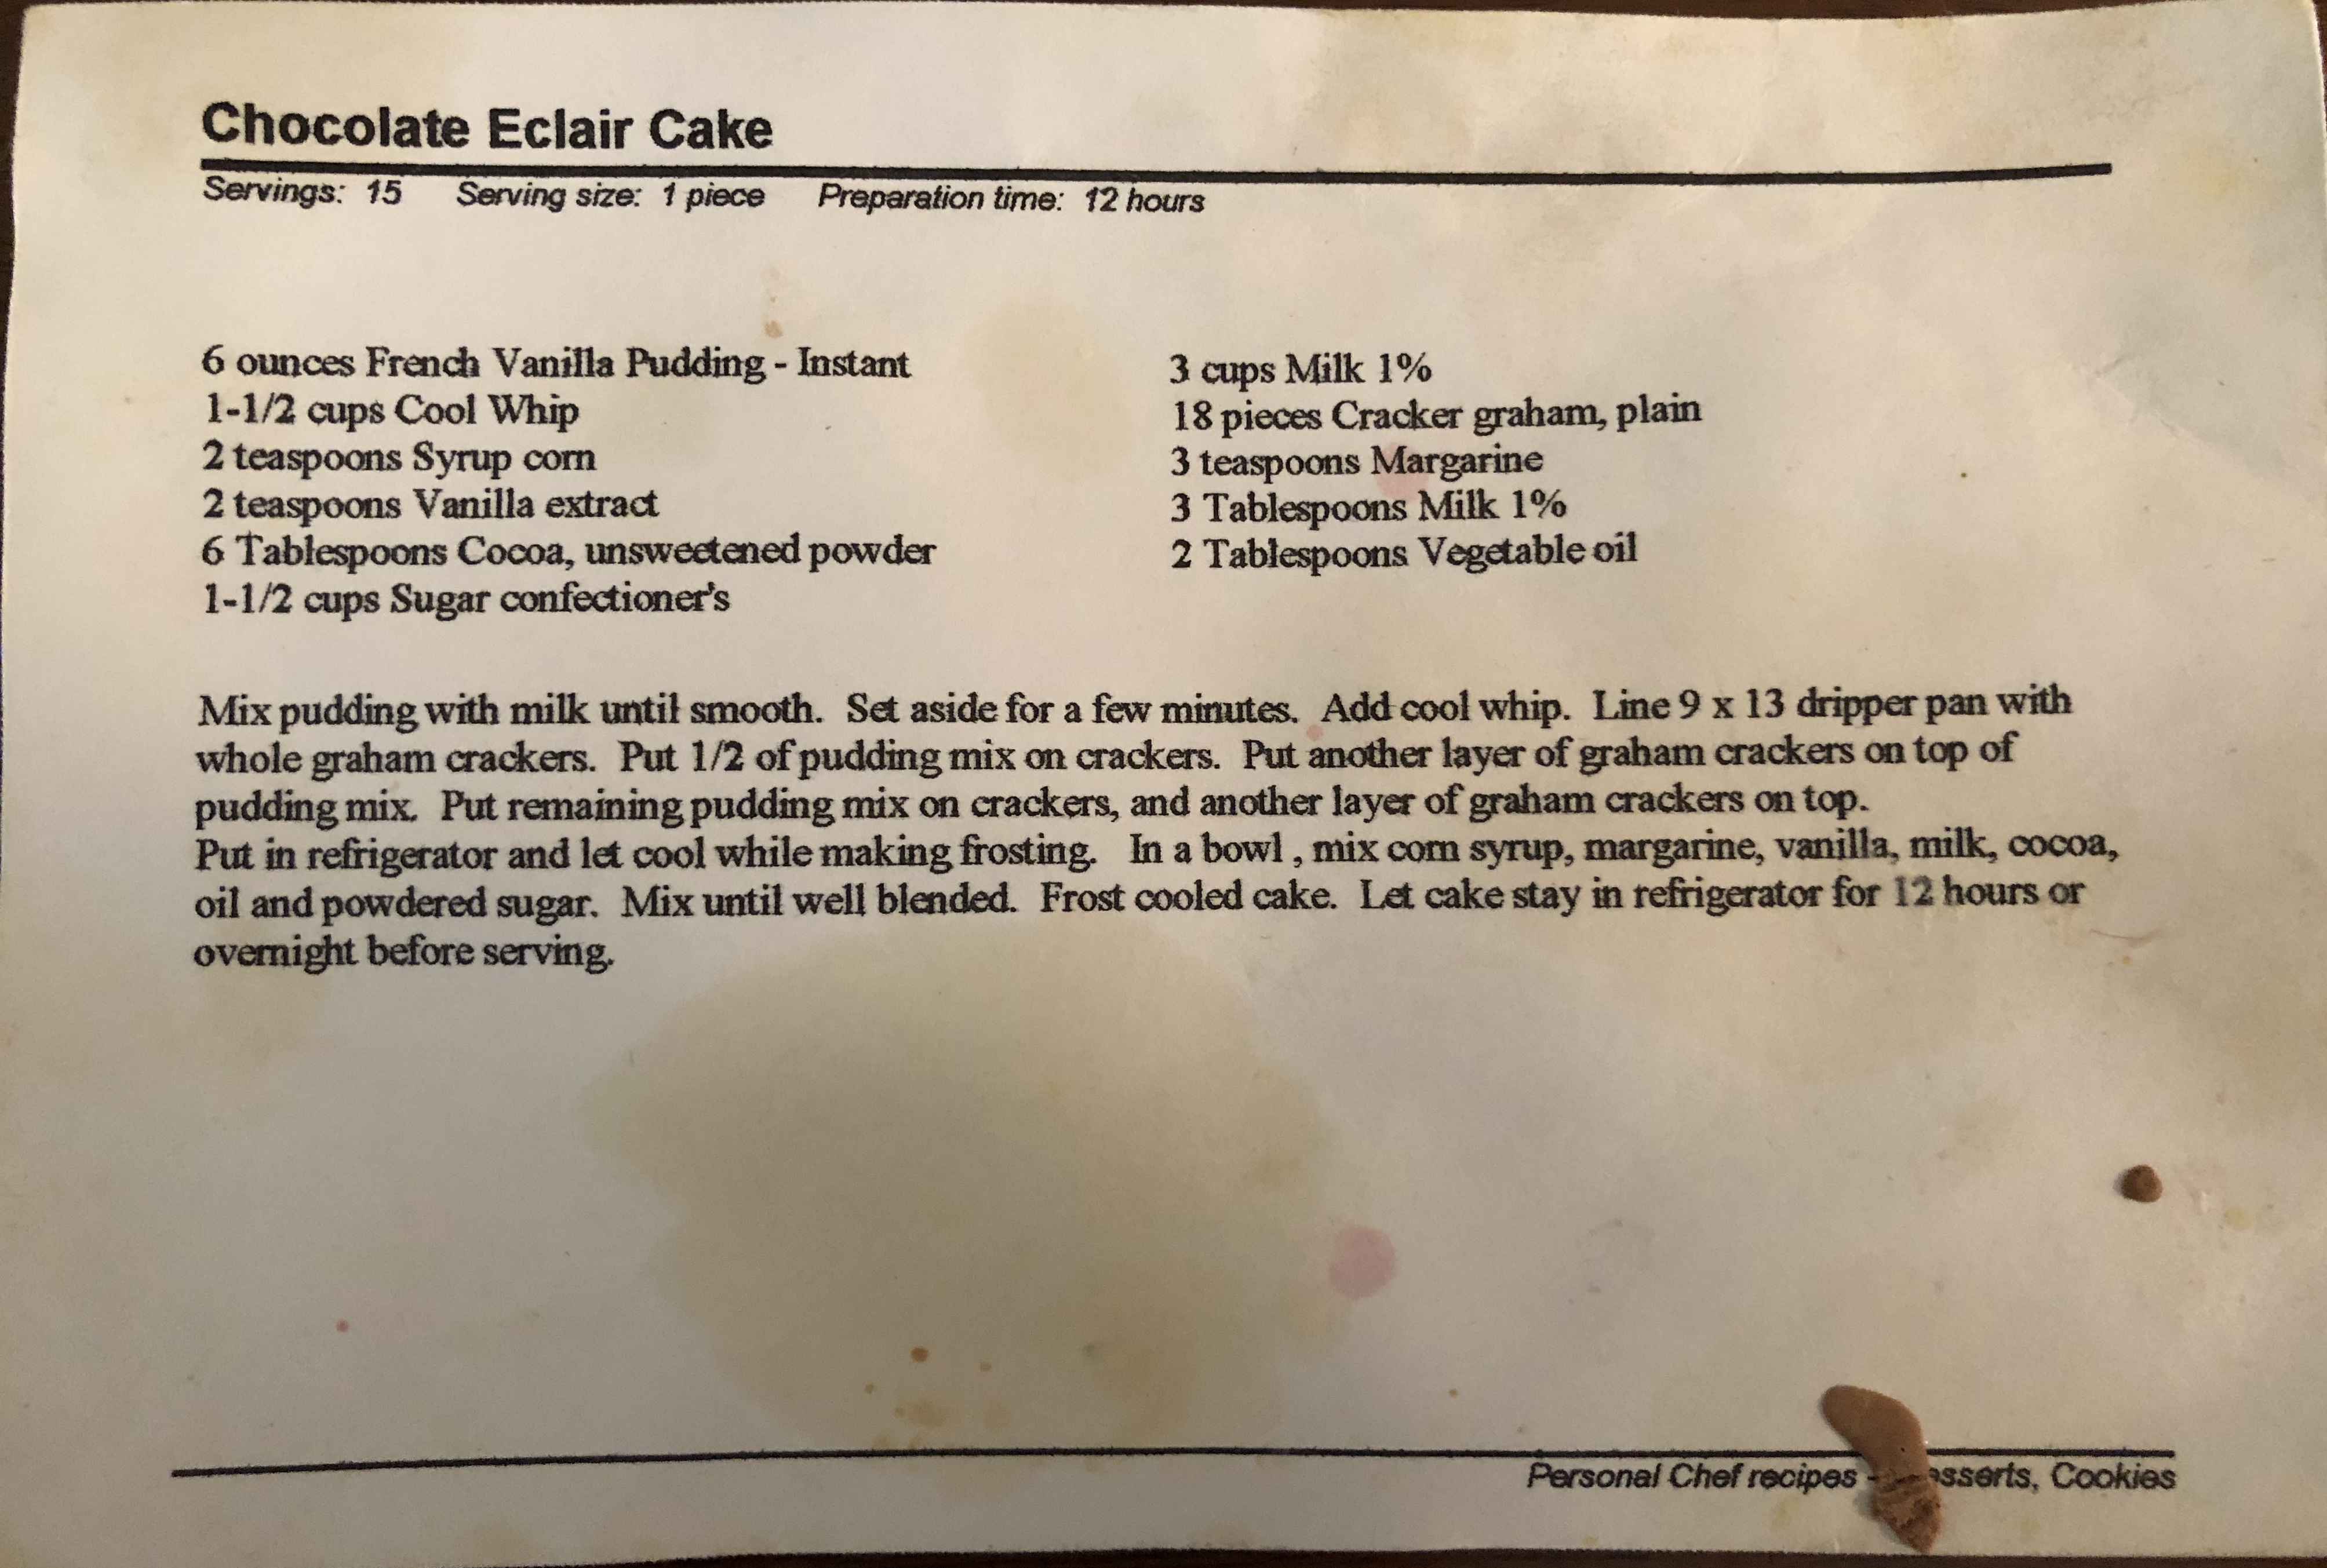 Chocolate Eclair Cake
Servings: 15 Serving size: 1 piece Preparation time: 12 hours
6 ounces French Vanilla Pudding - Instant
1-1/2 cups Cool Whip
2 teaspoons Syrup corn
2 teaspoons Vanilla extract
6 Tablespoons Cocoa, unsweetened powder
1-1/2 cups Sugar confectioner's
3 cups Milk 1%
18 pieces Cracker graham, plain
3 teaspoons Margarine
3 Tablespoons Milk 1%
2 Tablespoons Vegetable oil
Mix pudding with milk until smooth. Set aside for a few minutes. Add cool whip. Line 9 x 13 dripper pan with
whole graham crackers. Put 1/2 of pudding mix on crackers. Put another layer of graham crackers on top of
pudding mix. Put remaining pudding mix on crackers, and another layer of graham crackers on top.
Put in refrigerator and let cool while making frosting. In a bowl , mix corn syrup, margarine, vanilla, milk, cocoa,
oil and powdered sugar. Mix until well blended. Frost cooled cake. Let cake stay in refrigerator for 12 hours or
overnight before serving.
Personal Chef recipes - Cookies